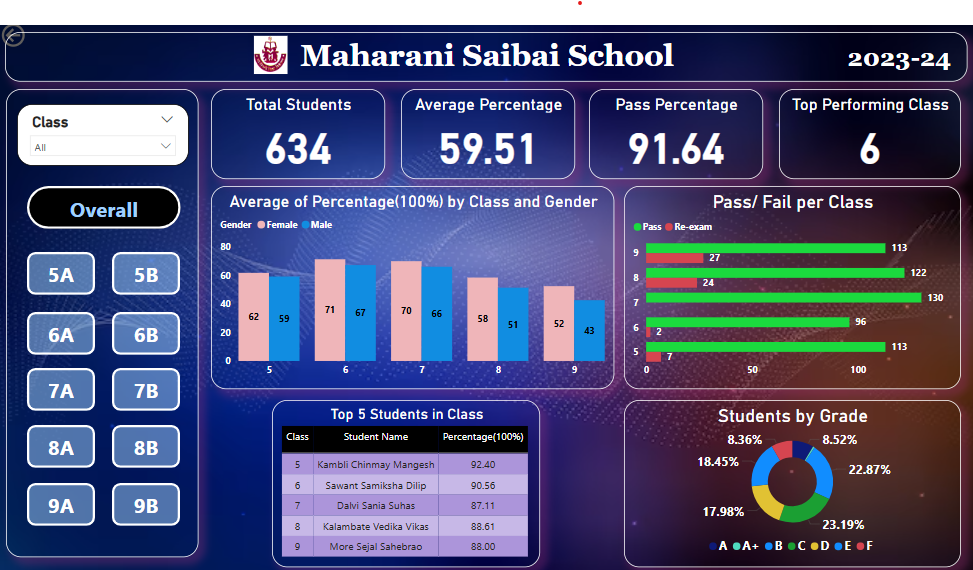 Maharani Saibai School
2023-24
Class
All
Overall
5A 5B
6A 6B
7A 7B
8A 8B
9A 9B
Total Students
634
Average Percentage
59.51
Pass Percentage
91.64
Top Performing Class
6
Average of Percentage(100%) by Class and Gender
Gender Female Male
80
60
40
20
0
62 59 71 67 70 66 58 51 52 43
5 6 7 8 9
Pass/ Fail per Class
Pass Re-exam
9 113
27
8 122
24
7 130
6 96
2
5 113
7
0 50 100
Top 5 Students in Class
Class Student Name Percentage(100%)
5 Kambli Chinmay Mangesh 92.40
6 Sawant Samiksha Dilip 90.56
7 Dalvi Sania Suhas 87.11
8 Kalambate Vedika Vikas 88.61
9 More Sejal Sahebrao 88.00
Students by Grade
8.36% 8.52%
18.45% 22.87%
17.98% 23.19%
A A+ B C D E F